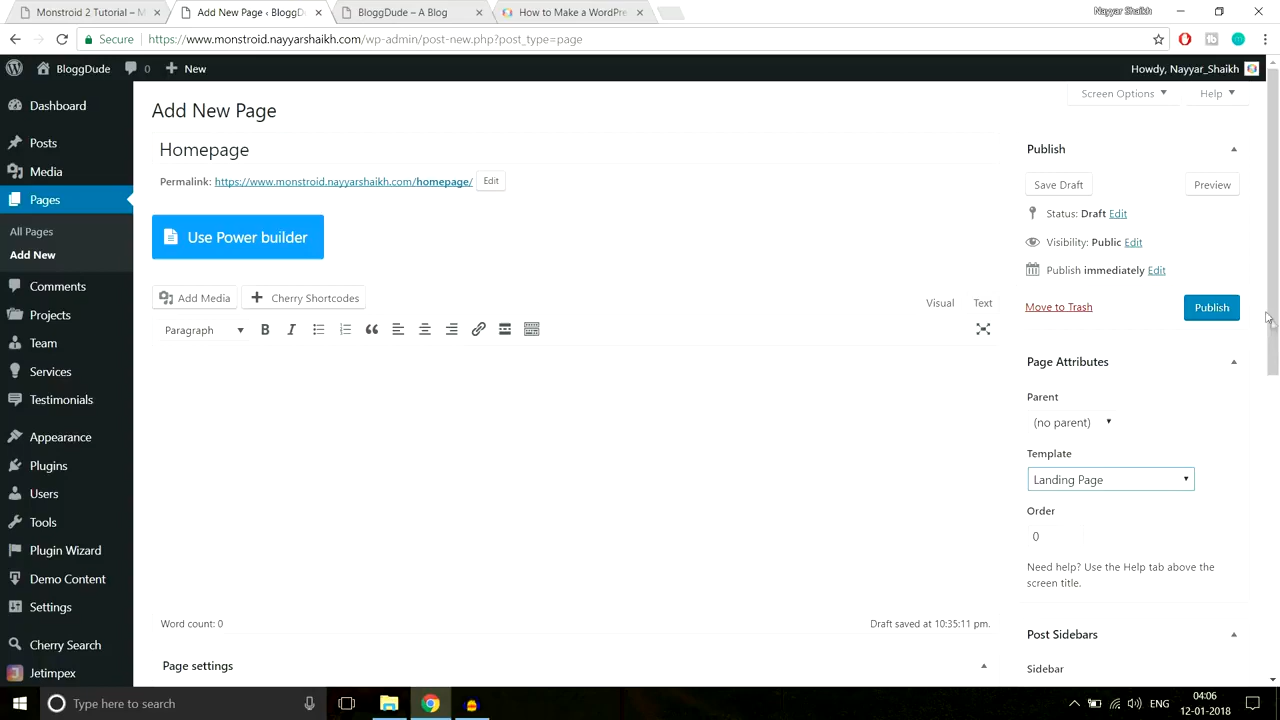 Monstroid 2 Tutorial – M
Add New Page ‹ BloggD
BloggDude – A Blog
How to Make a WordPre
Nayyar Shaikh
Secure
https://www.monstroid.nayyarshaikh.com/wp-admin/post-new.php?post_type=page
BloggDude
0
New
Howdy, Nayyar_Shaikh
Screen Options
Help
Dashboard
Posts
Media
Pages
All Pages
Add New
Comments
Projects
Team
Services
Testimonials
Appearance
Plugins
Users
Tools
Plugin Wizard
Demo Content
Settings
Cherry Search
Jetimpex
Add New Page
Homepage
Permalink: https://www.monstroid.nayyarshaikh.com/homepage/ Edit
Use Power builder
Add Media
Cherry Shortcodes
Visual
Text
Paragraph
B
I
Word count: 0
Draft saved at 10:35:11 pm.
Page settings
Publish
Save Draft
Preview
Status: Draft Edit
Visibility: Public Edit
Publish immediately Edit
Move to Trash
Publish
Page Attributes
Parent
(no parent)
Template
Landing Page
Order
0
Need help? Use the Help tab above the
screen title.
Post Sidebars
Sidebar
Type here to search
ENG
04:06
12-01-2018